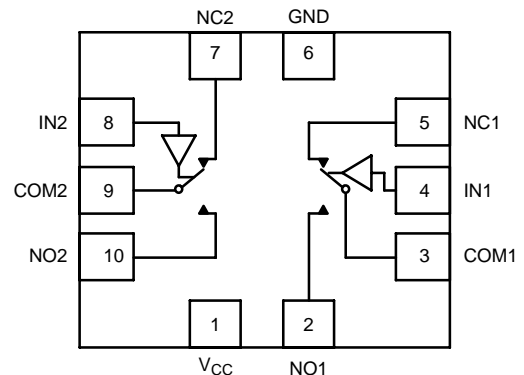 NC2 GND
7 6
IN2 8 5 NC1
COM2 9 4 IN1
NO2 10 3 COM1
1 2
VCC NO1